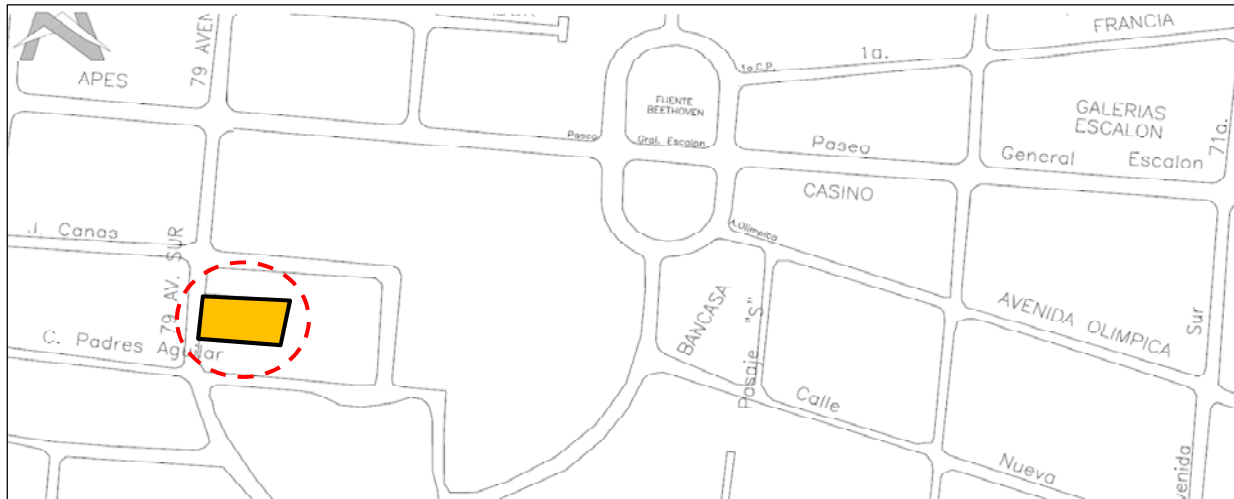 FRANCIA
1a.
1a.C.P.
79 AVEN
APES
FUENTE
BEETHOVEN
GALERIAS
ESCALON
71a.
Paseo
Gral. Escalon
Paseo
General Escalon
CASINO
J. Canas
A.Olimpica
79 AV. SUR
AVENIDA OLIMPICA
Sur
BANCASA
Pasaje "S"
C. Padres Aguilar
Calle
Nueva
venida